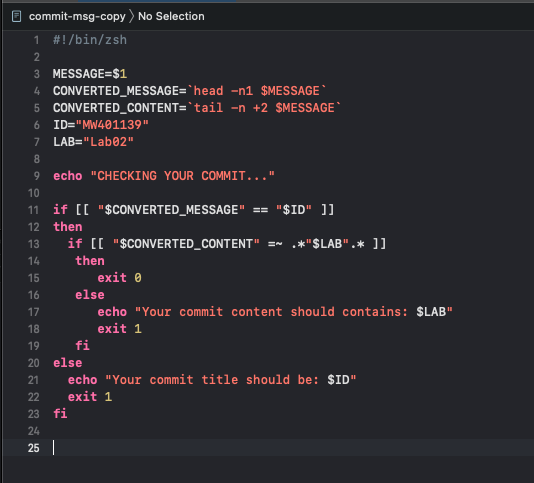 commit-msg-copy 〉 No Selection
1 #!/bin/zsh
2
3 MESSAGE=$1
4 CONVERTED_MESSAGE=`head -n1 $MESSAGE`
5 CONVERTED_CONTENT=`tail -n +2 $MESSAGE`
6 ID="MW401139"
7 LAB="Lab02"
8
9 echo "CHECKING YOUR COMMIT..."
10
11 if [[ "$CONVERTED_MESSAGE" == "$ID" ]]
12 then
13   if [[ "$CONVERTED_CONTENT" =~ .*"$LAB".* ]]
14    then
15       exit 0
16    else
17       echo "Your commit content should contains: $LAB"
18       exit 1
19    fi
20 else
21   echo "Your commit title should be: $ID"
22   exit 1
23 fi
24
25